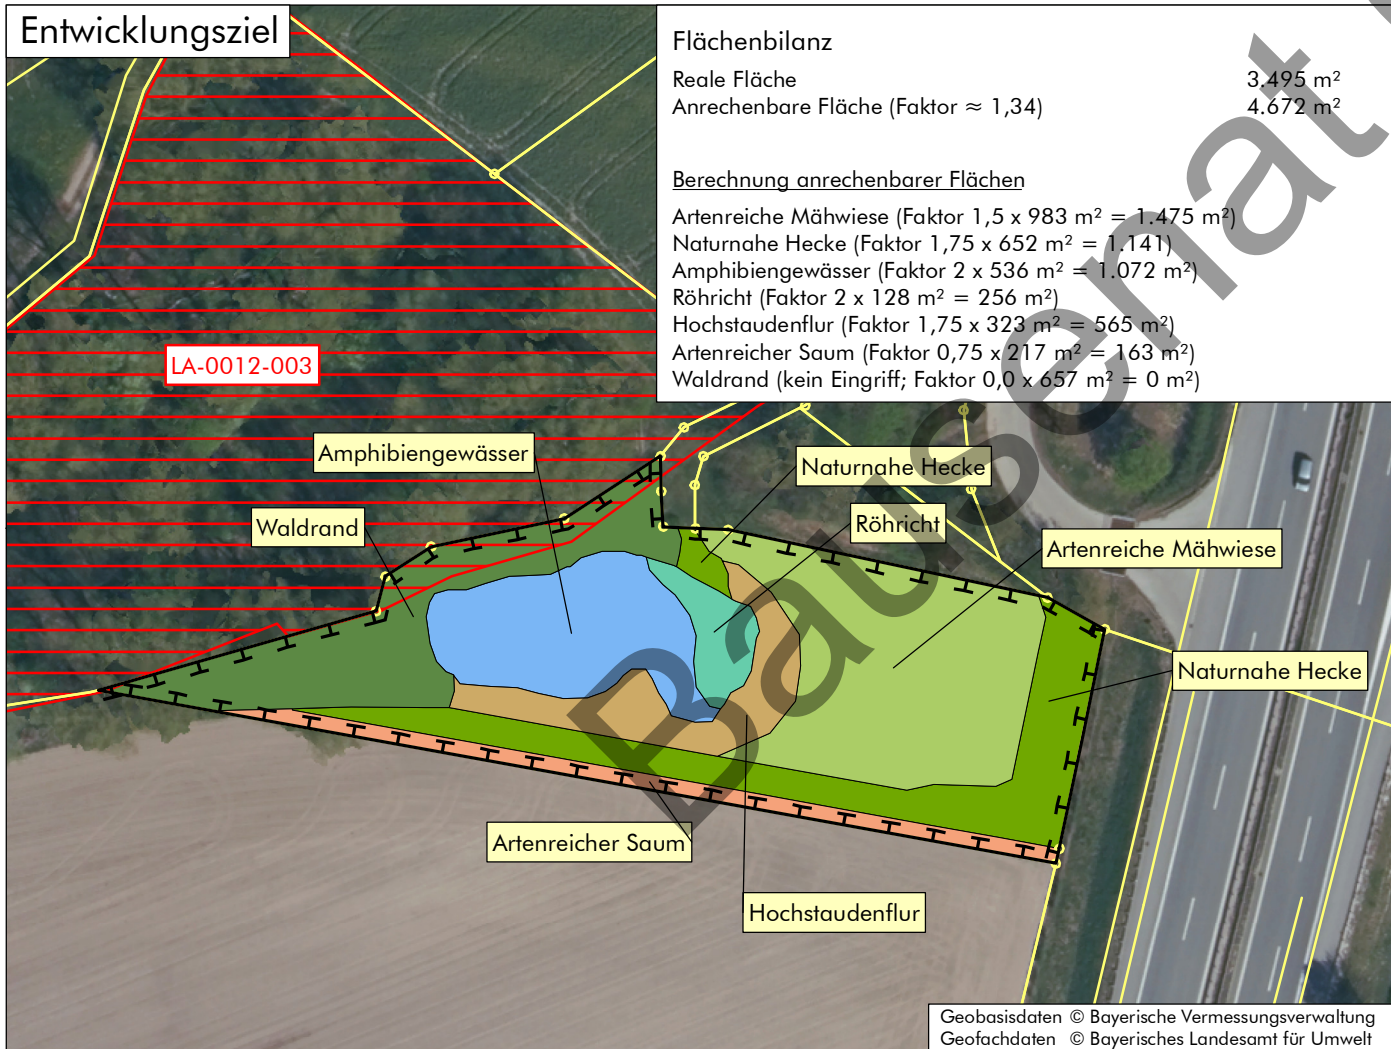 Entwicklungsziel
Flächenbilanz
Reale Fläche 3.495 m²
Anrechenbare Fläche (Faktor ≈ 1,34) 4.672 m²
Berechnung anrechenbarer Flächen
Artenreiche Mähwiese (Faktor 1,5 x 983 m² = 1.475 m²)
Naturnahe Hecke (Faktor 1,75 x 652 m² = 1.141)
Amphibiengewässer (Faktor 2 x 536 m² = 1.072 m²)
Röhricht (Faktor 2 x 128 m² = 256 m²)
Hochstaudenflur (Faktor 1,75 x 323 m² = 565 m²)
Artenreicher Saum (Faktor 0,75 x 217 m² = 163 m²)
Waldrand (kein Eingriff; Faktor 0,0 x 657 m² = 0 m²)
LA-0012-003
Amphibiengewässer
Naturnahe Hecke
Waldrand
Röhricht
Artenreiche Mähwiese
Naturnahe Hecke
Artenreicher Saum
Hochstaudenflur
Bausenat
Geobasisdaten © Bayerische Vermessungsverwaltung
Geofachdaten © Bayerisches Landesamt für Umwelt